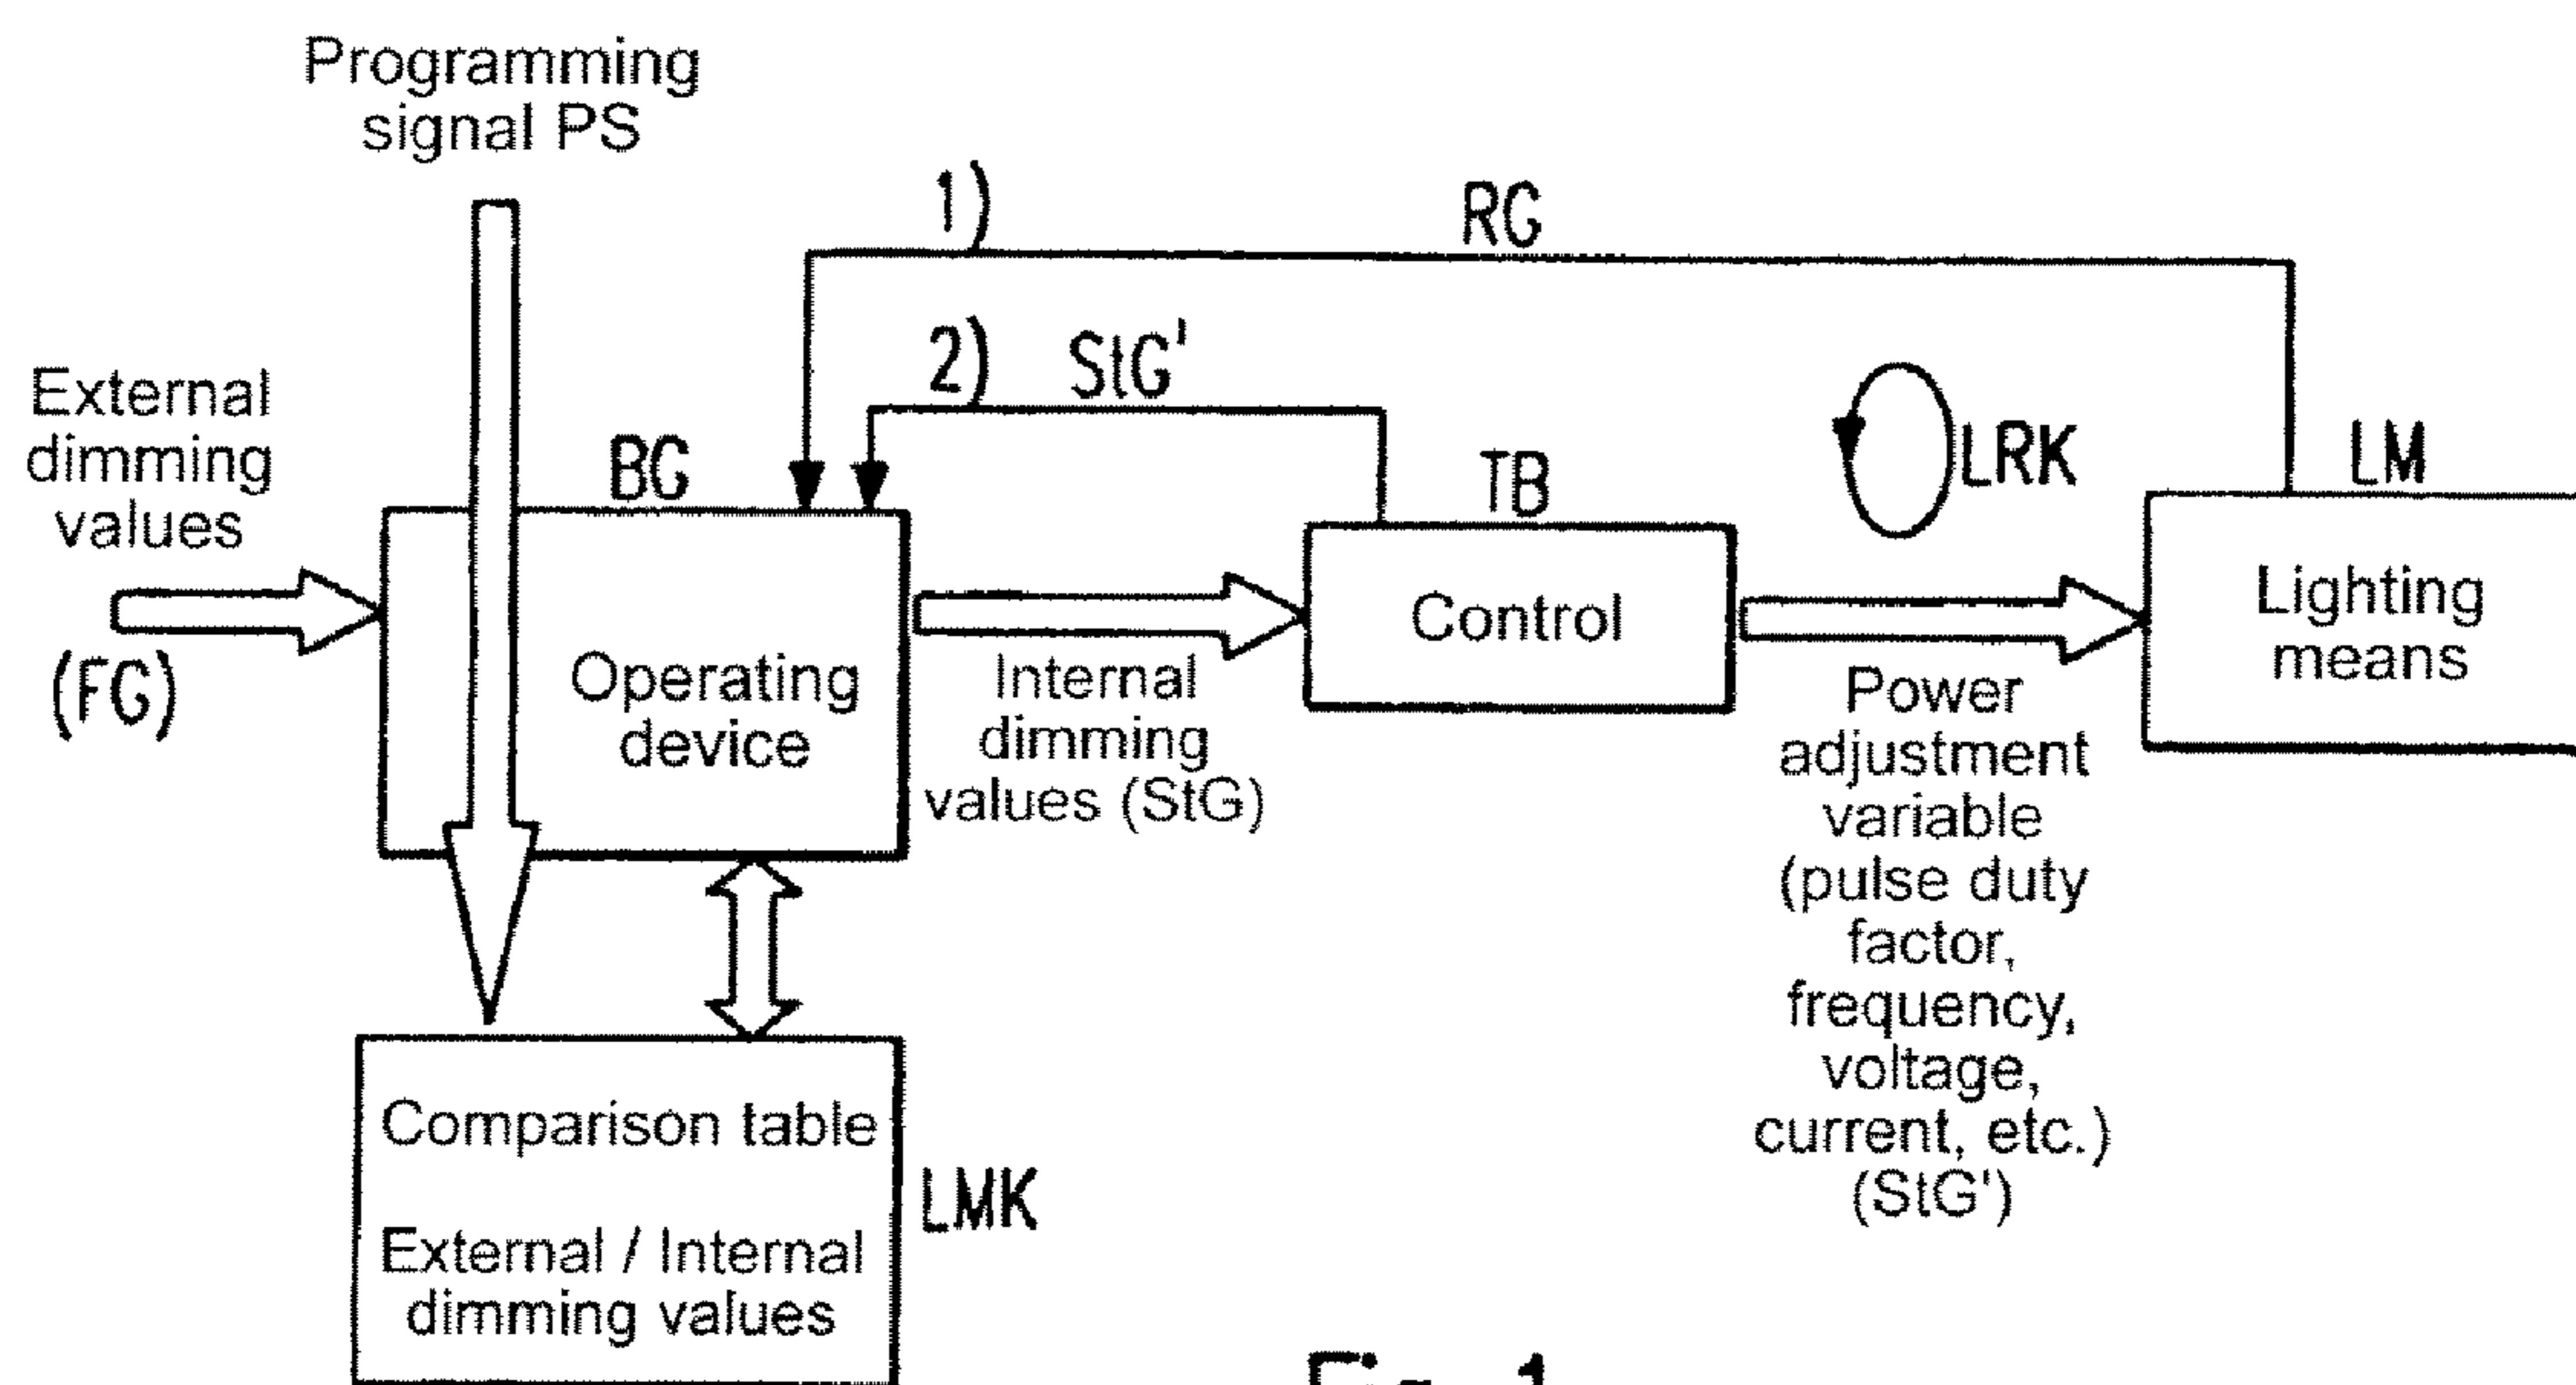 Programming
signal PS
1)
RG
2)
StG'
External
dimming
values
BG
TB
LRK
LM
(FG)
Operating
device
Internal
dimming
values (StG)
Control
Lighting
means
Power
adjustment
variable
(pulse duty
factor,
frequency,
voltage,
current, etc.)
(StG')
Comparison table
External / Internal
dimming values
LMK